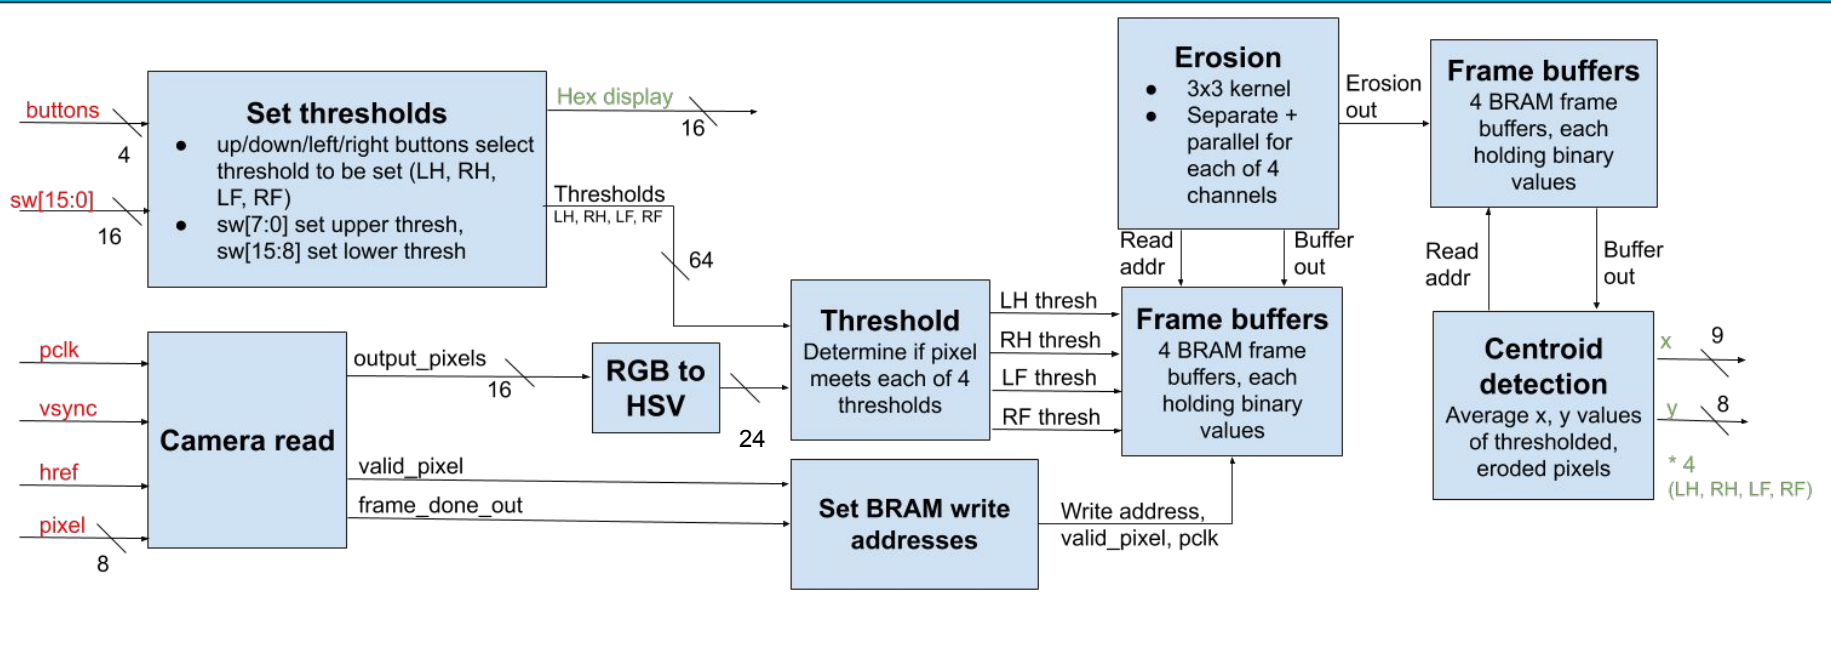 buttons
4
sw[15:0]
16
Set thresholds
● up/down/left/right buttons select
threshold to be set (LH, RH,
LF, RF)
● sw[7:0] set upper thresh,
sw[15:8] set lower thresh
Hex display
16
Thresholds
LH, RH, LF, RF
64
pclk
vsync
href
pixel
8
Camera read
output_pixels
16
valid_pixel
frame_done_out
RGB to
HSV
24
Threshold
Determine if pixel
meets each of 4
thresholds
LH thresh
RH thresh
LF thresh
RF thresh
Set BRAM write
addresses
Write address,
valid_pixel, pclk
Erosion
● 3x3 kernel
● Separate +
parallel for
each of 4
channels
Read
addr
Buffer
out
Frame buffers
4 BRAM frame
buffers, each
holding binary
values
Erosion
out
Frame buffers
4 BRAM frame
buffers, each
holding binary
values
Read
addr
Buffer
out
Centroid
detection
Average x, y values
of thresholded,
eroded pixels
x
9
y
8
* 4
(LH, RH, LF, RF)